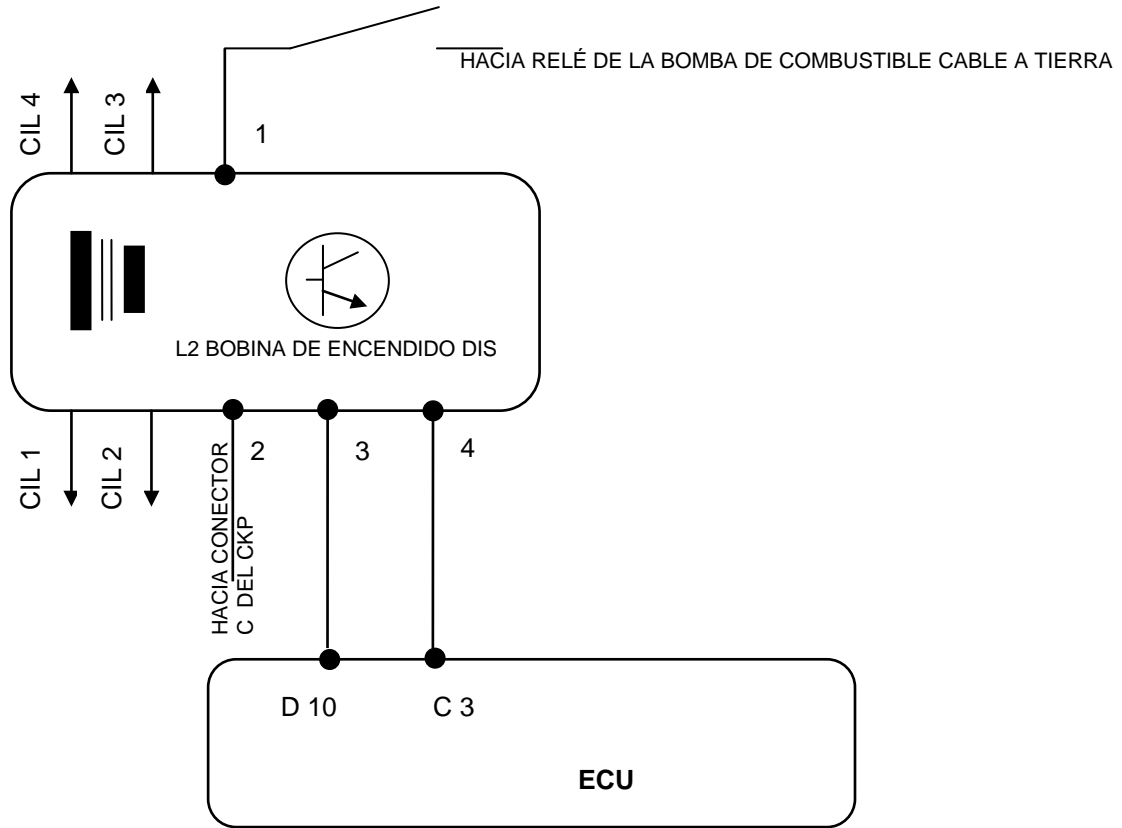 HACIA RELÉ DE LA BOMBA DE COMBUSTIBLE CABLE A TIERRA
CIL 4
CIL 3
1
L2 BOBINA DE ENCENDIDO DIS
CIL 1
CIL 2
HACIA CONECTOR
C DEL CKP
2
3
4
D 10
C 3
ECU